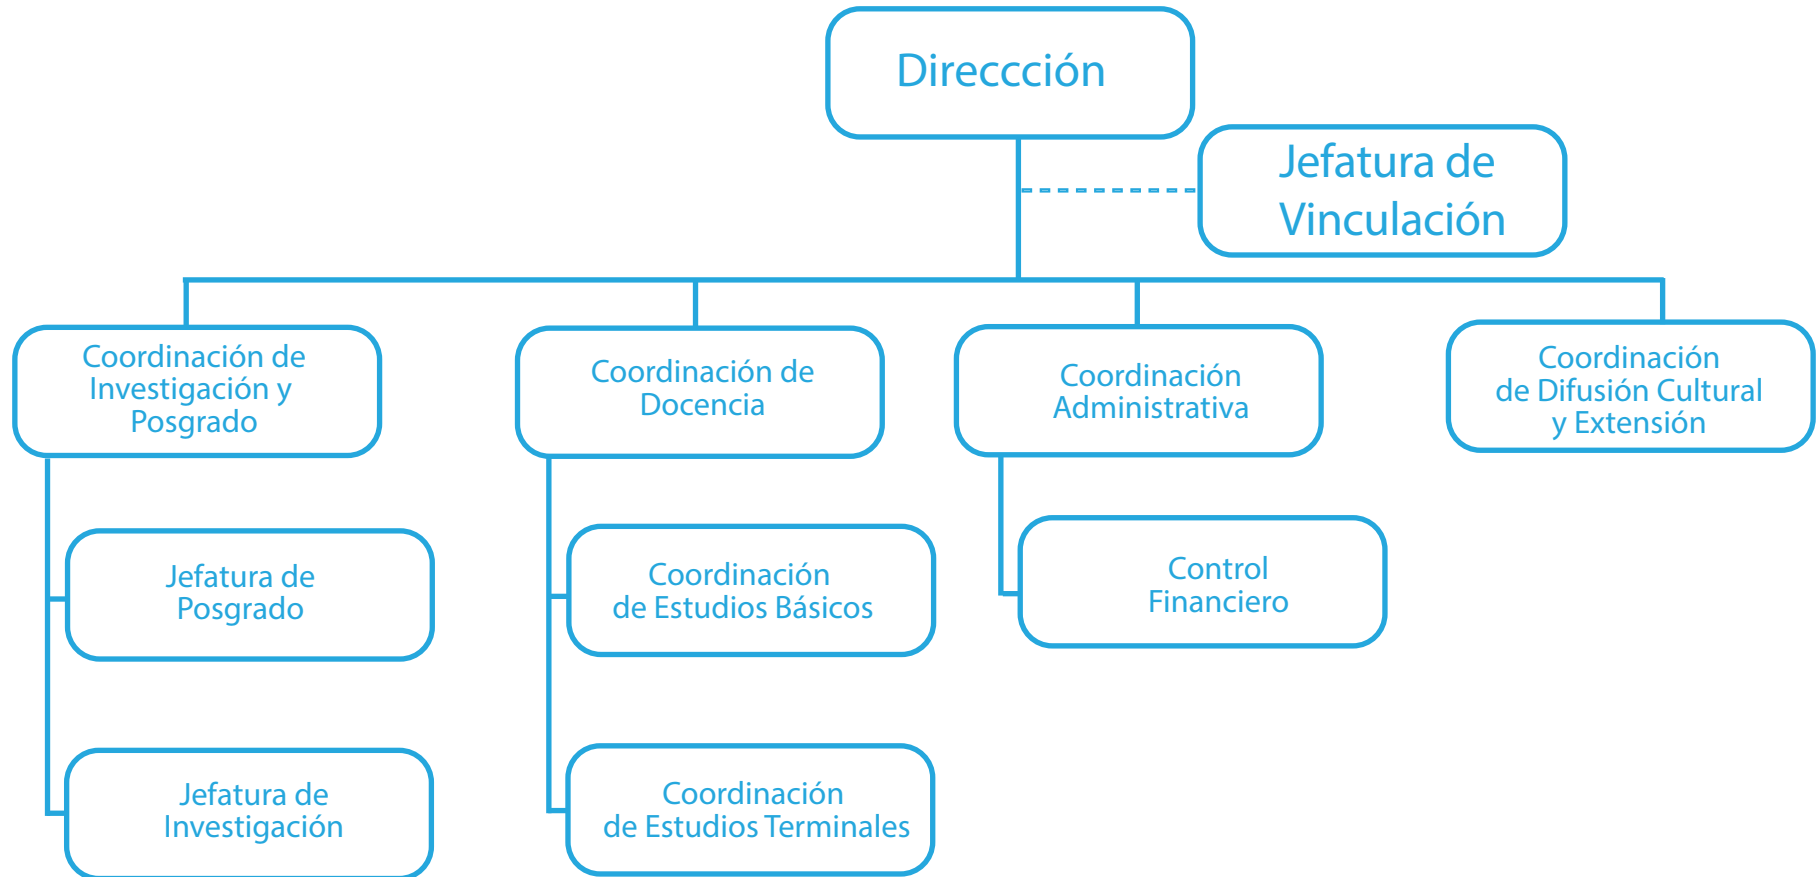 Direccción
Jefatura de
Vinculación
Coordinación de
Investigación y
Posgrado
Coordinación de
Docencia
Coordinación
Administrativa
Coordinación
de Difusión Cultural
y Extensión
Jefatura de
Posgrado
Coordinación
de Estudios Básicos
Control
Financiero
Jefatura de
Investigación
Coordinación
de Estudios Terminales